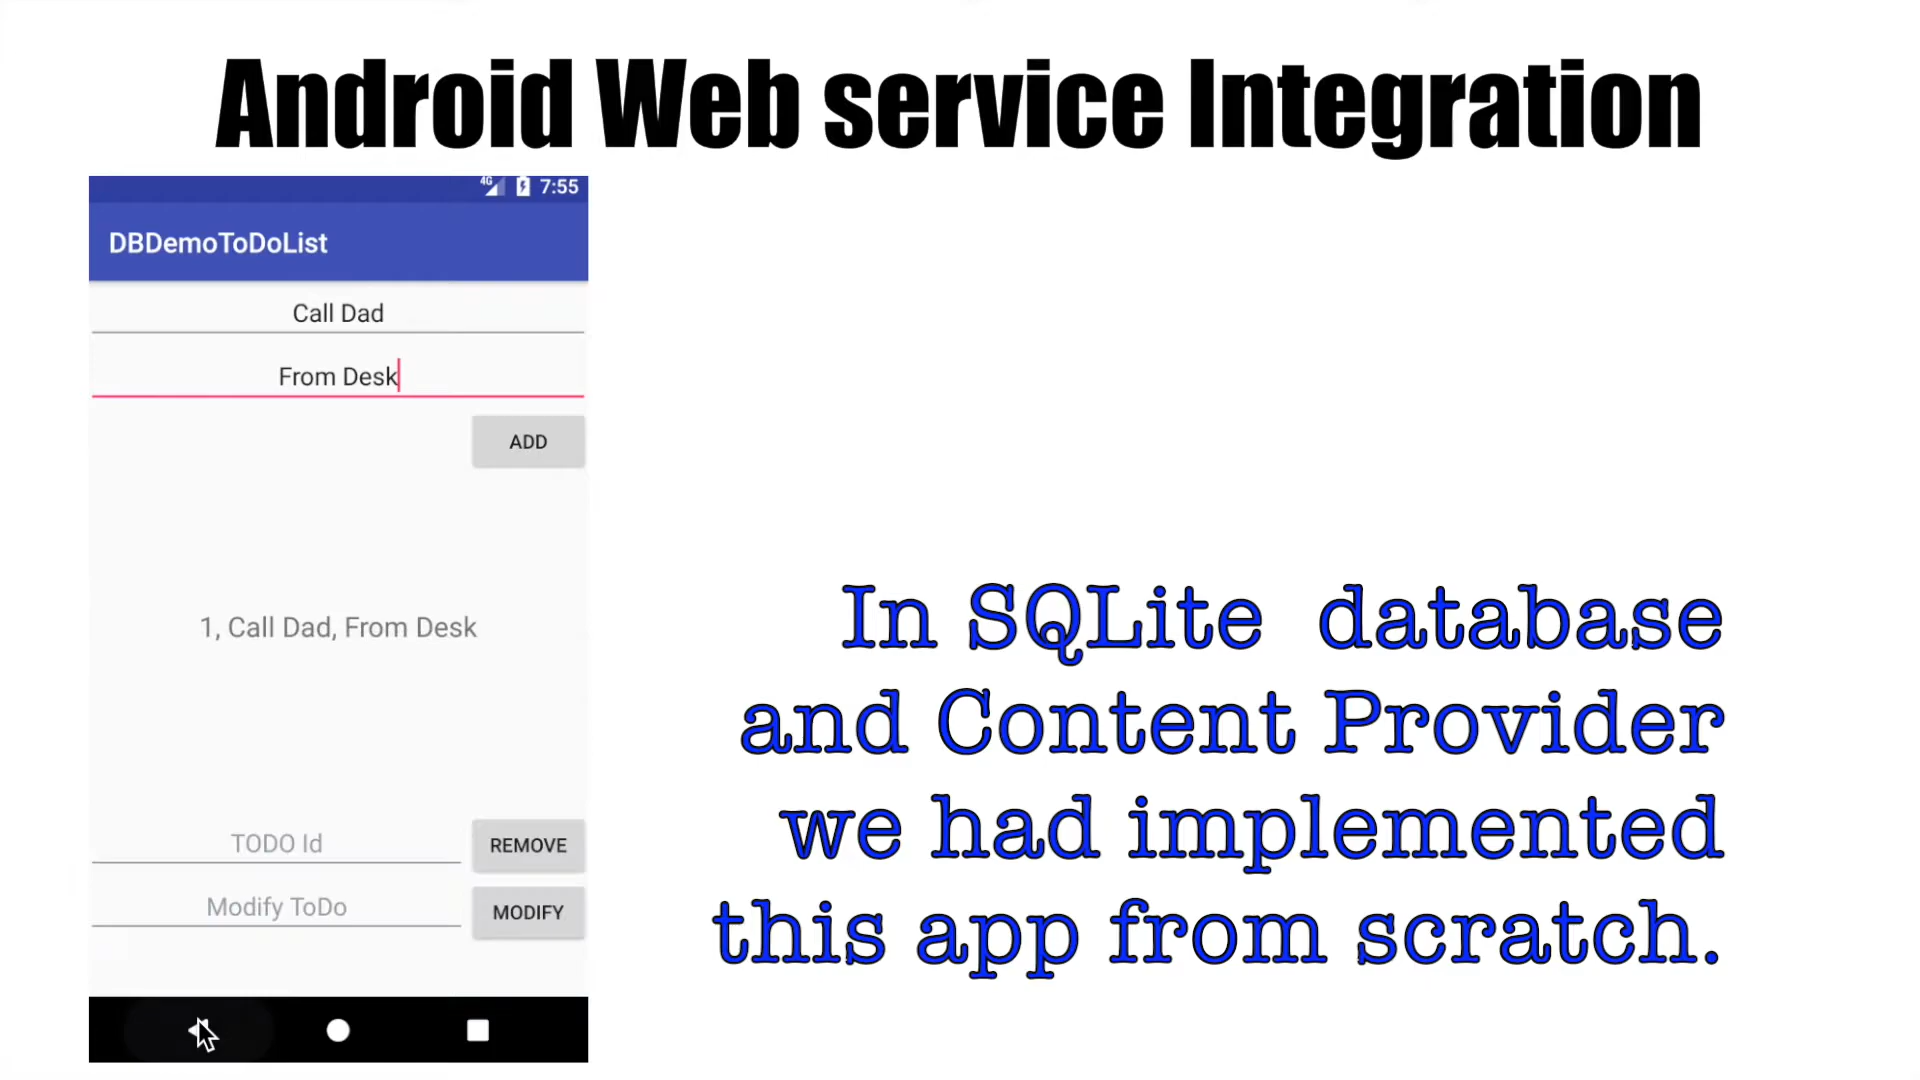 Android Web service Integration
4G 7:55
DBDemoToDoList
Call Dad
From Desk
ADD
1, Call Dad, From Desk
TODO Id
REMOVE
Modify ToDo
MODIFY
In SQLite database
and Content Provider
we had implemented
this app from scratch.